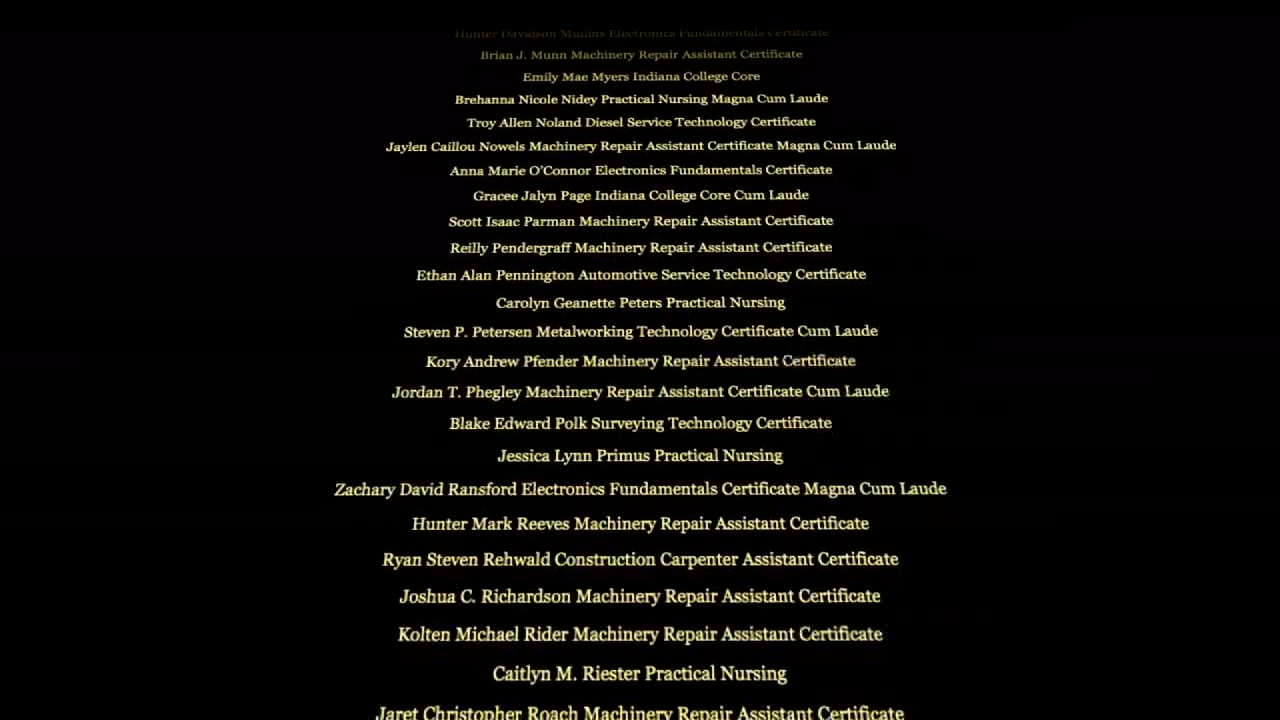 Hunter Davidson Mullins Electronics Fundamentals Certificate
Brian J. Munn Machinery Repair Assistant Certificate
Emily Mae Myers Indiana College Core
Brehanna Nicole Nidey Practical Nursing Magna Cum Laude
Troy Allen Noland Diesel Service Technology Certificate
Jaylen Caillou Nowels Machinery Repair Assistant Certificate Magna Cum Laude
Anna Marie O'Connor Electronics Fundamentals Certificate
Gracee Jalyn Page Indiana College Core Cum Laude
Scott Isaac Parman Machinery Repair Assistant Certificate
Reilly Pendergraff Machinery Repair Assistant Certificate
Ethan Alan Pennington Automotive Service Technology Certificate
Carolyn Geanette Peters Practical Nursing
Steven P. Petersen Metalworking Technology Certificate Cum Laude
Kory Andrew Pfender Machinery Repair Assistant Certificate
Jordan T. Phegley Machinery Repair Assistant Certificate Cum Laude
Blake Edward Polk Surveying Technology Certificate
Jessica Lynn Primus Practical Nursing
Zachary David Ransford Electronics Fundamentals Certificate Magna Cum Laude
Hunter Mark Reeves Machinery Repair Assistant Certificate
Ryan Steven Rehwald Construction Carpenter Assistant Certificate
Joshua C. Richardson Machinery Repair Assistant Certificate
Kolten Michael Rider Machinery Repair Assistant Certificate
Caitlyn M. Riester Practical Nursing
Jaret Christopher Roach Machinery Repair Assistant Certificate